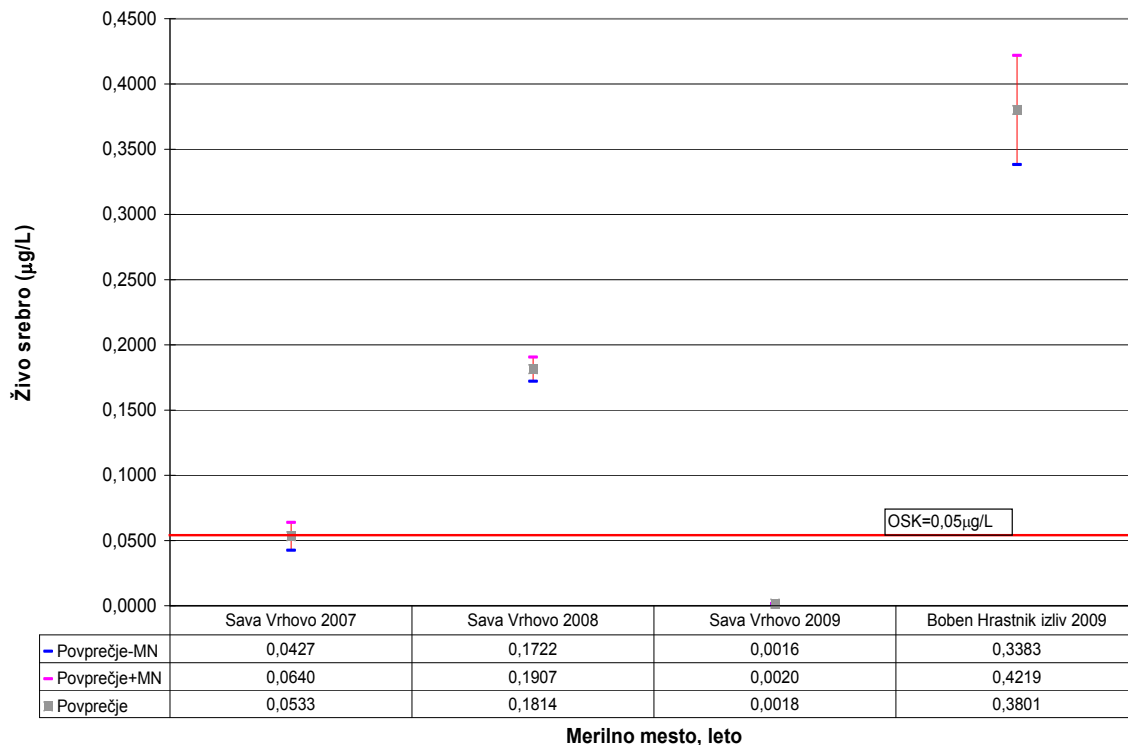 0,4500
0,4000
0,3500
0,3000
0,2500
0,2000
0,1500
0,1000
0,0500
0,0000
Živo srebro (µg/L)
OSK=0,05µg/L
Sava Vrhovo 2007 Sava Vrhovo 2008 Sava Vrhovo 2009 Boben Hrastnik izliv 2009
Povprečje-MN 0,0427 0,1722 0,0016 0,3383
Povprečje+MN 0,0640 0,1907 0,0020 0,4219
Povprečje 0,0533 0,1814 0,0018 0,3801
Merilno mesto, leto